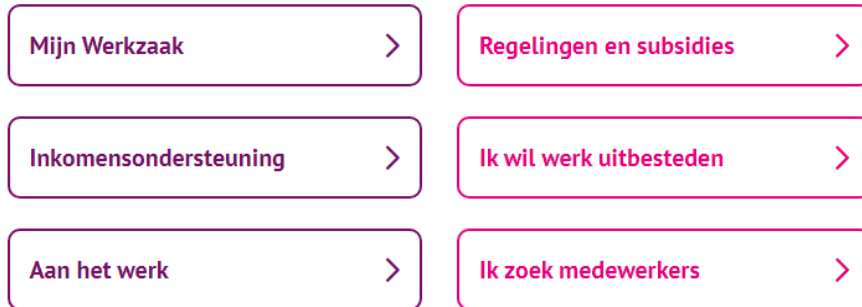 Mijn Werkzaak
Regelingen en subsidies
Inkomensondersteuning
Ik wil werk uitbesteden
Aan het werk
Ik zoek medewerkers